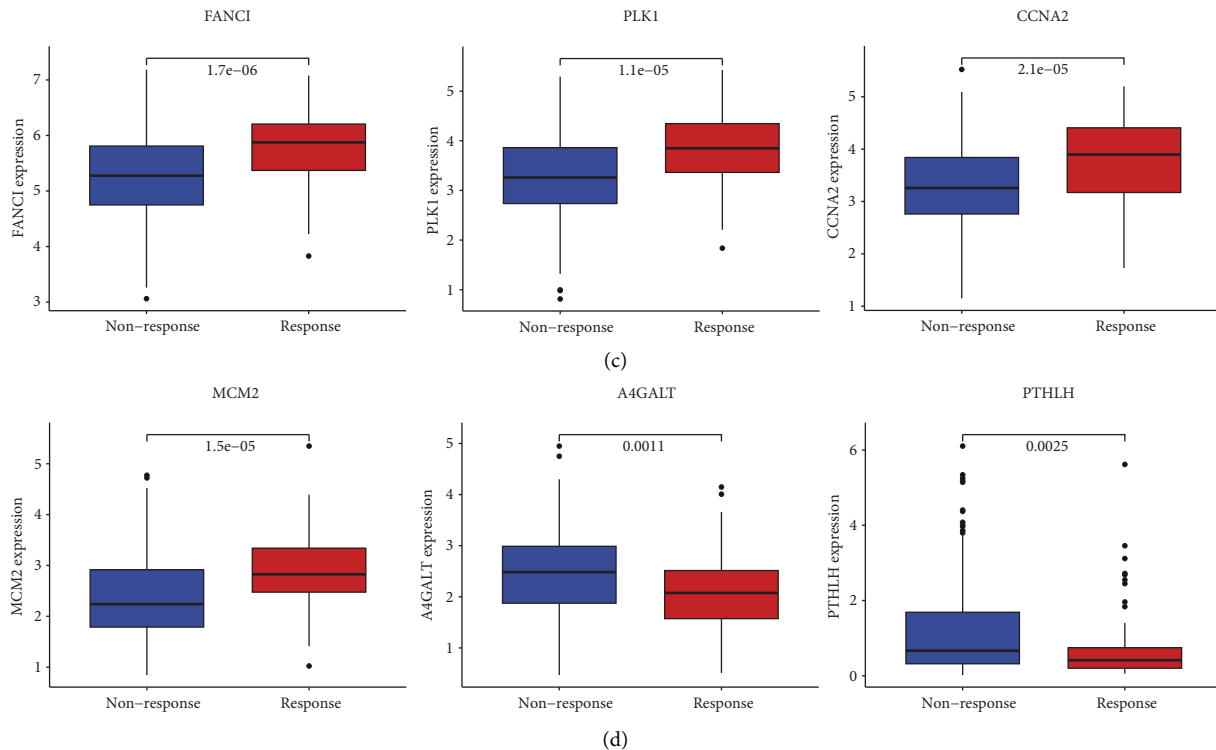 FANCI
PLK1
CCNA2
1.7e−06
1.1e−05
2.1e−05
FANCI expression
7
6
5
4
3
PLK1 expression
5
4
3
2
1
CCNA2 expression
5
4
3
2
1
Non−response
Response
Non−response
Response
Non−response
Response
(c)
MCM2
A4GALT
PTHLH
1.5e−05
0.0011
0.0025
MCM2 expression
5
4
3
2
1
A4GALT expression
5
4
3
2
1
PTHLH expression
6
4
2
0
Non−response
Response
Non−response
Response
Non−response
Response
(d)